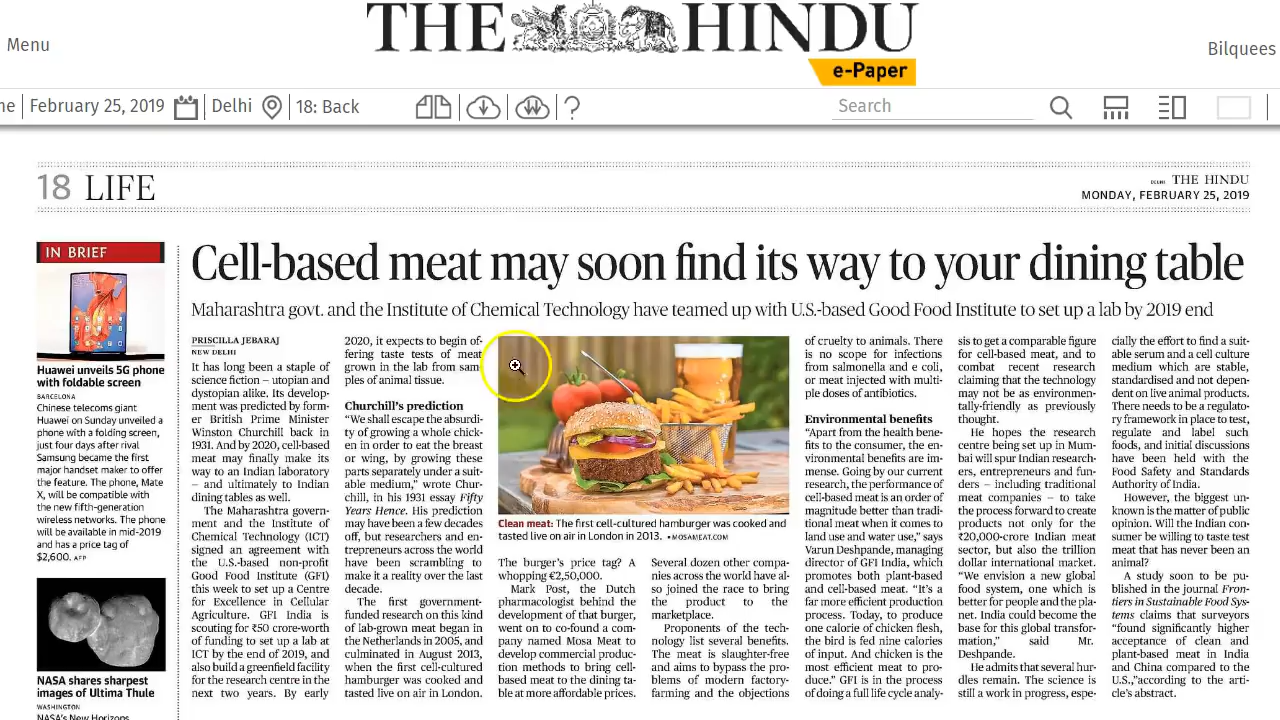 THE HINDU
e-Paper
Menu
Bilquees
ne
February 25, 2019
Delhi
18: Back
?
Search
18 LIFE
DELHI THE HINDU
MONDAY, FEBRUARY 25, 2019
IN BRIEF
Huawei unveils 5G phone
with foldable screen
BARCELONA
Chinese telecoms giant
Huawei on Sunday unveiled a
phone with a folding screen,
just four days after rival
Samsung became the first
major handset maker to offer
the feature. The phone, Mate
X, will be compatible with
the new fifth-generation
wireless networks. The phone
will be available in mid-2019
and has a price tag of
$2,600. AFP
NASA shares sharpest
images of Ultima Thule
WASHINGTON
NASA's New Horizons
Cell-based meat may soon find its way to your dining table
Maharashtra govt. and the Institute of Chemical Technology have teamed up with U.S.-based Good Food Institute to set up a lab by 2019 end
PRISCILLA JEBARAJ
NEW DELHI
It has long been a staple of
science fiction – utopian and
dystopian alike. Its develop-
ment was predicted by form-
er British Prime Minister
Winston Churchill back in
1931. And by 2020, cell-based
meat may finally make its
way to an Indian laboratory
– and ultimately to Indian
dining tables as well.
The Maharashtra govern-
ment and the Institute of
Chemical Technology (ICT)
signed an agreement with
the U.S.-based non-profit
Good Food Institute (GFI)
this week to set up a Centre
for Excellence in Cellular
Agriculture. GFI India is
scouting for ₹50 crore-worth
of funding to set up a lab at
ICT by the end of 2019, and
also build a greenfield facility
for the research centre in the
next two years. By early
2020, it expects to begin of-
fering taste tests of meat
grown in the lab from sam-
ples of animal tissue.
Churchill's prediction
“We shall escape the absurdi-
ty of growing a whole chick-
en in order to eat the breast
or wing, by growing these
parts separately under a suit-
able medium,” wrote Chur-
chill, in his 1931 essay Fifty
Years Hence. His prediction
may have been a few decades
off, but researchers and en-
trepreneurs across the world
have been scrambling to
make it a reality over the last
decade.
The first government-
funded research on this kind
of lab-grown meat began in
the Netherlands in 2005, and
culminated in August 2013,
when the first cell-cultured
hamburger was cooked and
tasted live on air in London.
Clean meat: The first cell-cultured hamburger was cooked and
tasted live on air in London in 2013. •MOSAMEAT.COM
The burger's price tag? A
whopping €2,50,000.
Mark Post, the Dutch
pharmacologist behind the
development of that burger,
went on to co-found a com-
pany named Mosa Meat to
develop commercial produc-
tion methods to bring cell-
based meat to the dining ta-
ble at more affordable prices.
Several dozen other compa-
nies across the world have al-
so joined the race to bring
the product to the
marketplace.
Proponents of the tech-
nology list several benefits.
The meat is slaughter-free
and aims to bypass the pro-
blems of modern factory-
farming and the objections
of cruelty to animals. There
is no scope for infections
from salmonella and e coli,
or meat injected with multi-
ple doses of antibiotics.
Environmental benefits
“Apart from the health bene-
fits to the consumer, the en-
vironmental benefits are im-
mense. Going by our current
research, the performance of
cell-based meat is an order of
magnitude better than tradi-
tional meat when it comes to
land use and water use,” says
Varun Deshpande, managing
director of GFI India, which
promotes both plant-based
and cell-based meat. “It's a
far more efficient production
process. Today, to produce
one calorie of chicken flesh,
the bird is fed nine calories
of input. And chicken is the
most efficient meat to pro-
duce.” GFI is in the process
of doing a full life cycle analy-
sis to get a comparable figure
for cell-based meat, and to
combat recent research
claiming that the technology
may not be as environmen-
tally-friendly as previously
thought.
He hopes the research
centre being set up in Mum-
bai will spur Indian research-
ers, entrepreneurs and fun-
ders – including traditional
meat companies – to take
the process forward to create
products not only for the
₹20,000-crore Indian meat
sector, but also the trillion
dollar international market.
“We envision a new global
food system, one which is
better for people and the pla-
net. India could become the
base for this global transfor-
mation,” said Mr.
Deshpande.
He admits that several hur-
dles remain. The science is
still a work in progress, espe-
cially the effort to find a suit-
able serum and a cell culture
medium which are stable,
standardised and not depen-
dent on live animal products.
There needs to be a regulato-
ry framework in place to test,
regulate and label such
foods, and initial discussions
have been held with the
Food Safety and Standards
Authority of India.
However, the biggest un-
known is the matter of public
opinion. Will the Indian con-
sumer be willing to taste test
meat that has never been an
animal?
A study soon to be pu-
blished in the journal Fron-
tiers in Sustainable Food Sys-
tems claims that surveyors
“found significantly higher
acceptance of clean and
plant-based meat in India
and China compared to the
U.S.,”according to the arti-
cle's abstract.